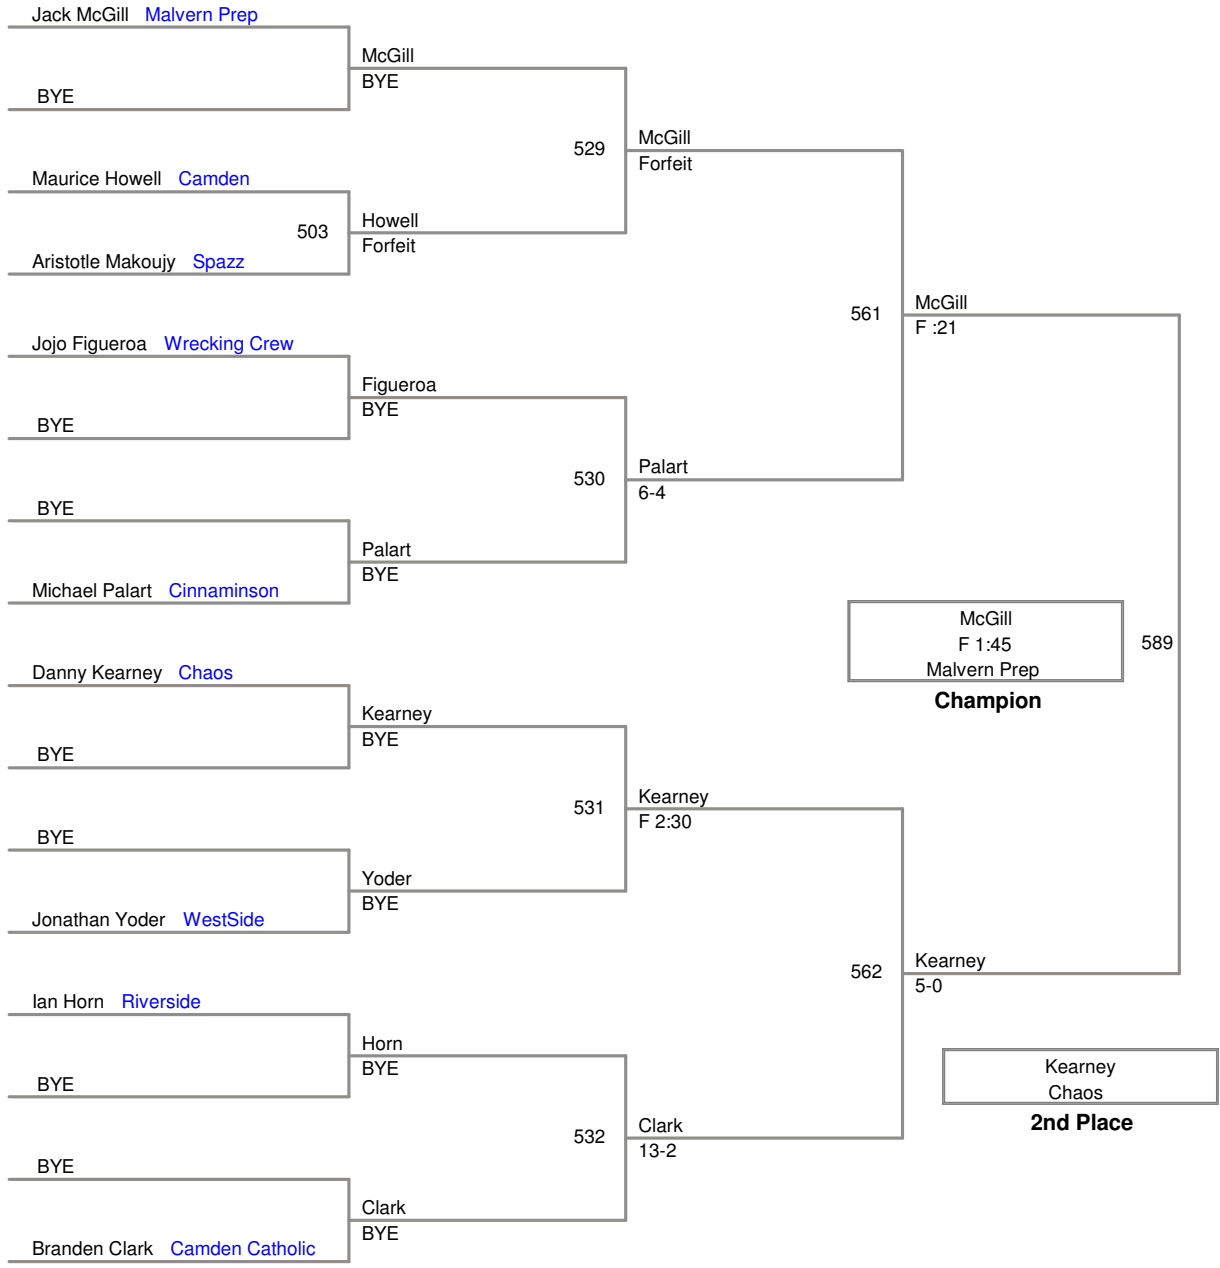 Jack McGill Malvern Prep
McGill
BYE
BYE
McGill
529
Forfeit
Maurice Howell Camden
Howell
503
Forfeit
Aristotle Makoujy Spazz
McGill
561
F :21
Jojo Figueroa Wrecking Crew
Figueroa
BYE
BYE
Palart
530
6-4
BYE
Palart
BYE
Michael Palart Cinnaminson
McGill
F 1:45
589
Malvern Prep
Champion
Danny Kearney Chaos
Kearney
BYE
BYE
Kearney
531
F 2:30
BYE
Yoder
BYE
Jonathan Yoder WestSide
Kearney
562
5-0
Ian Horn Riverside
Horn
BYE
BYE
Kearney
Chaos
2nd Place
Clark
532
13-2
BYE
Clark
BYE
Branden Clark Camden Catholic